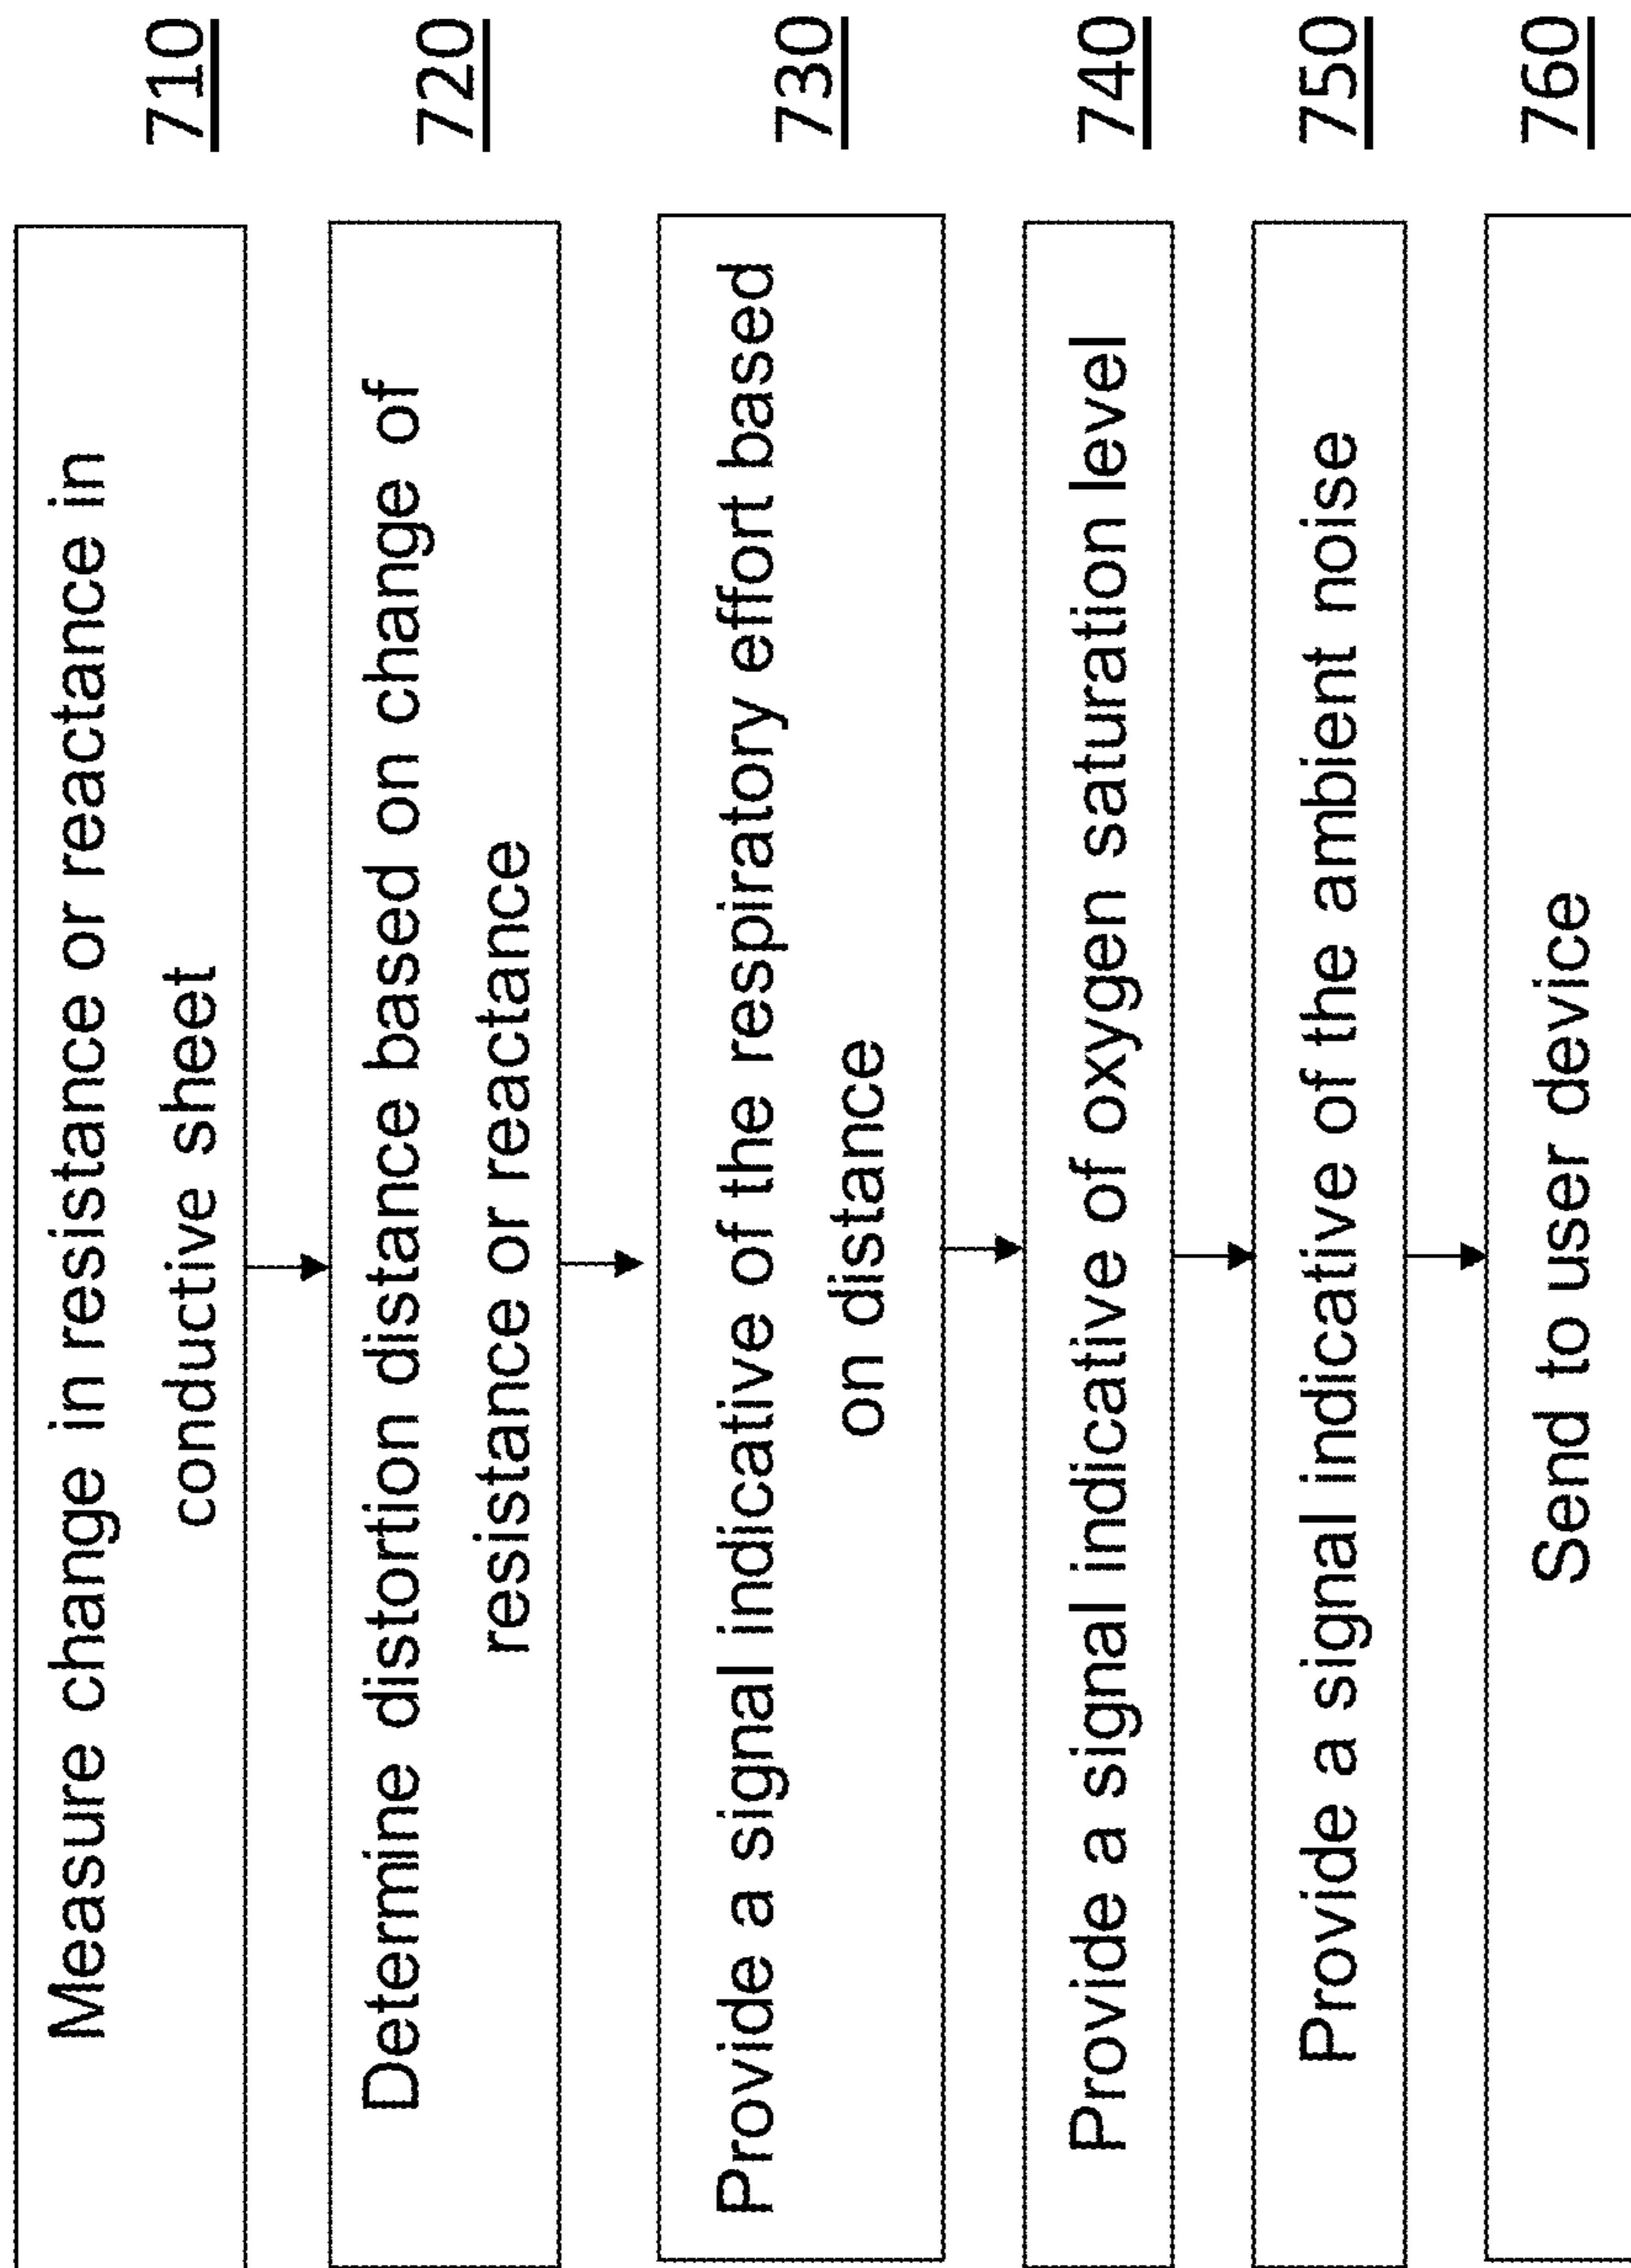 Measure change in resistance or reactance in
conductive sheet
710
Determine distortion distance based on change of
resistance or reactance
720
Provide a signal indicative of the respiratory effort based
on distance
730
Provide a signal indicative of oxygen saturation level
740
Provide a signal indicative of the ambient noise
750
Send to user device
760